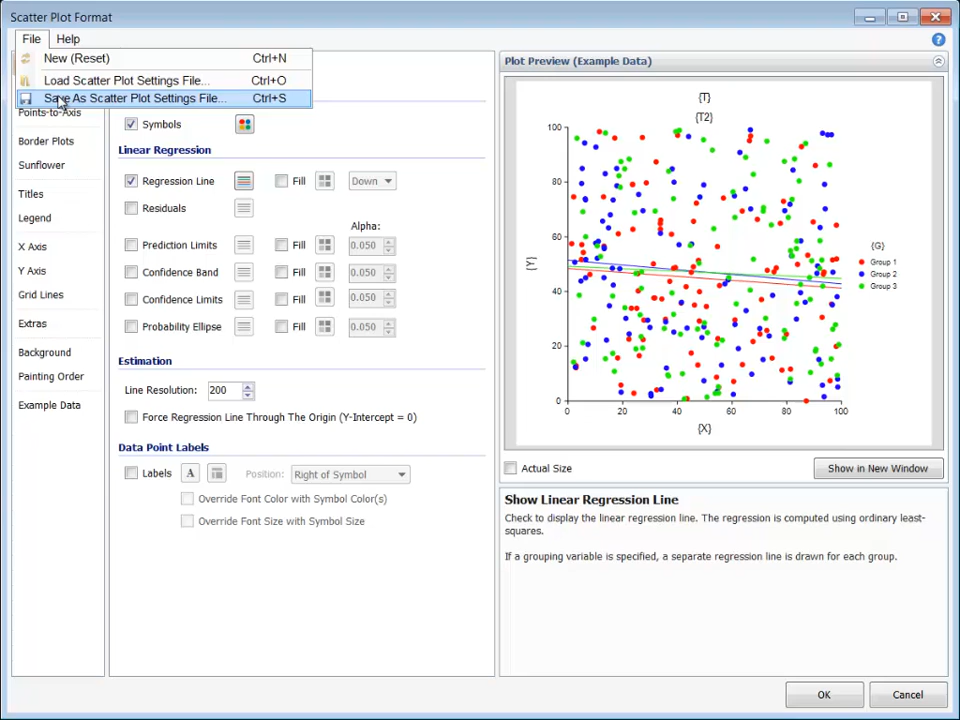 Scatter Plot Format
File Help
New (Reset) Ctrl+N
Load Scatter Plot Settings File... Ctrl+O
Save As Scatter Plot Settings File... Ctrl+S
Points-to-Axis
Border Plots
Sunflower
Titles
Legend
X Axis
Y Axis
Grid Lines
Extras
Background
Painting Order
Example Data
Symbols
Linear Regression
Regression Line Fill Down
Residuals
Alpha:
Prediction Limits Fill 0.050
Confidence Band Fill 0.050
Confidence Limits Fill 0.050
Probability Ellipse Fill 0.050
Estimation
Line Resolution: 200
Force Regression Line Through The Origin (Y-Intercept = 0)
Data Point Labels
Labels A Position: Right of Symbol
Override Font Color with Symbol Color(s)
Override Font Size with Symbol Size
Plot Preview (Example Data)
{T}
{T2}
100
80
60
40
20
0
{Y}
0 20 40 60 80 100
{X}
{G}
Group 1
Group 2
Group 3
Actual Size Show in New Window
Show Linear Regression Line
Check to display the linear regression line. The regression is computed using ordinary least-
squares.
If a grouping variable is specified, a separate regression line is drawn for each group.
OK Cancel